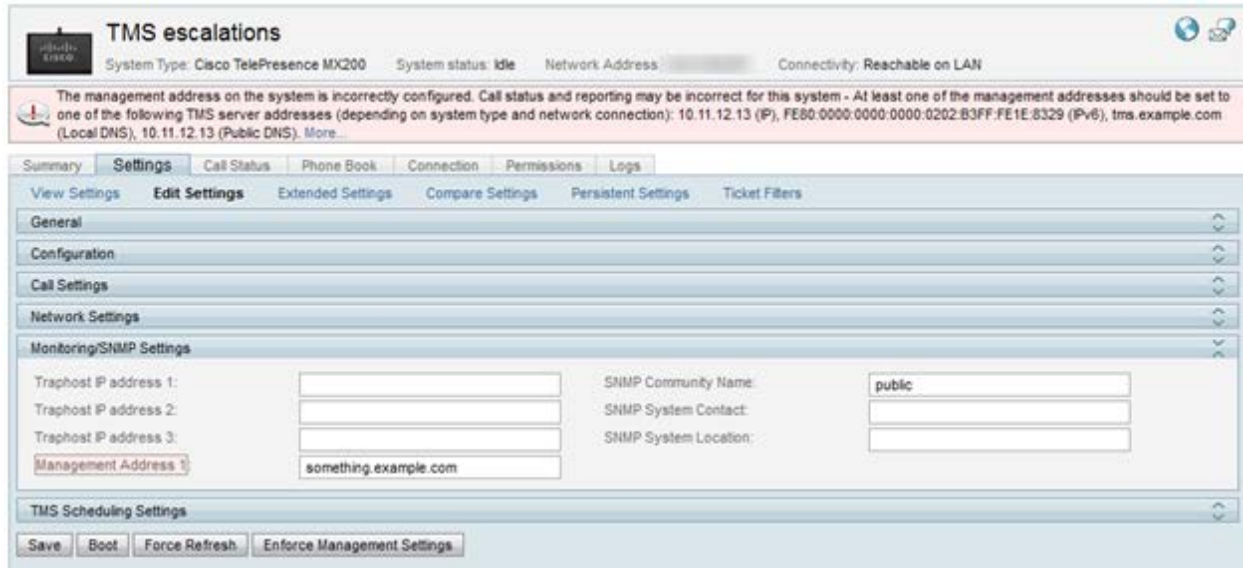 TMS escalations
CISCO
System Type: Cisco TelePresence MX200 System status: Idle Network Address Connectivity: Reachable on LAN
The management address on the system is incorrectly configured. Call status and reporting may be incorrect for this system - At least one of the management addresses should be set to
one of the following TMS server addresses (depending on system type and network connection): 10.11.12.13 (IP), FE80:0000:0000:0000:0202:B3FF:FE1E:8329 (IPv6), tms.example.com
(Local DNS), 10.11.12.13 (Public DNS). More...
Summary Settings Call Status Phone Book Connection Permissions Logs
View Settings Edit Settings Extended Settings Compare Settings Persistent Settings Ticket Filters
General
Configuration
Call Settings
Network Settings
Monitoring/SNMP Settings
Traphost IP address 1: SNMP Community Name: public
Traphost IP address 2: SNMP System Contact:
Traphost IP address 3: SNMP System Location:
Management Address 1: something.example.com
TMS Scheduling Settings
Save Boot Force Refresh Enforce Management Settings